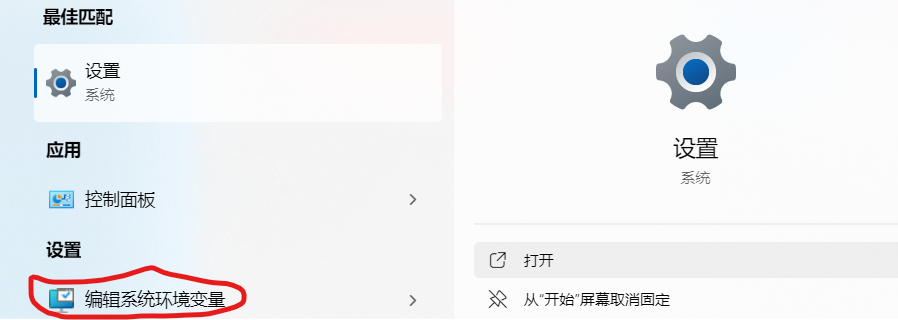 最佳匹配
设置
系统
应用
控制面板
设置
编辑系统环境变量
设置
系统
打开
从"开始"屏幕取消固定